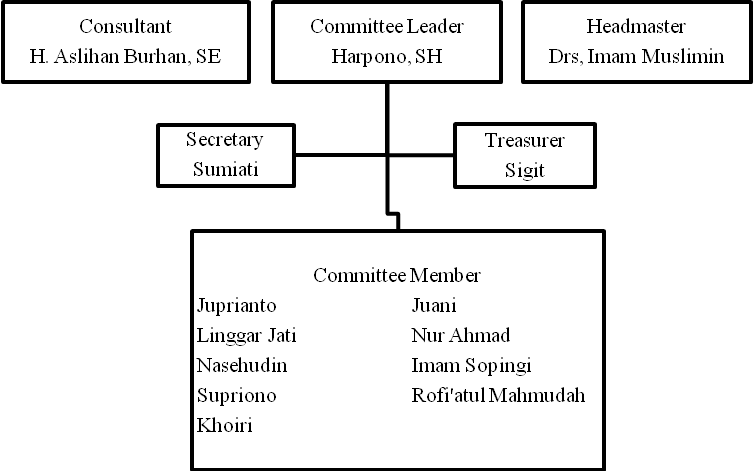 Consultant
H. Aslihan Burhan, SE
Committee Leader
Harpono, SH
Headmaster
Drs, Imam Muslimin
Secretary
Sumiati
Treasurer
Sigit
Committee Member
Juprianto
Linggar Jati
Nasehudin
Supriono
Khoiri
Juani
Nur Ahmad
Imam Sopingi
Rofi'atul Mahmudah